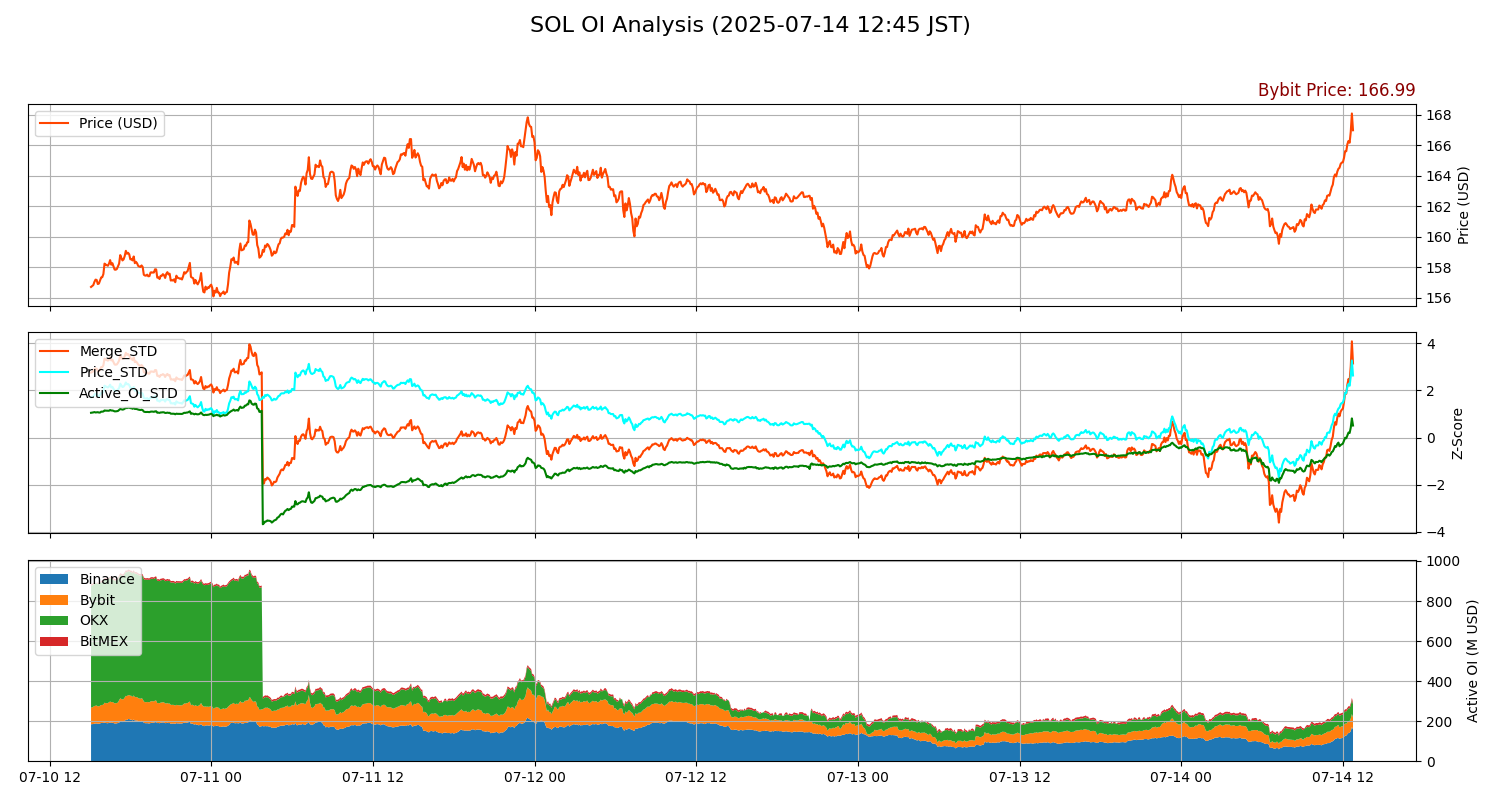 SOL OI Analysis (2025-07-14 12:45 JST)
Bybit Price: 166.99
Price (USD)
168
166
164
162
160
158
156
Price (USD)
Merge_STD
Price_STD
Active_OI_STD
4
2
0
−2
−4
Z-Score
Binance
Bybit
OKX
BitMEX
1000
800
600
400
200
0
Active OI (M USD)
07-10 12
07-11 00
07-11 12
07-12 00
07-12 12
07-13 00
07-13 12
07-14 00
07-14 12